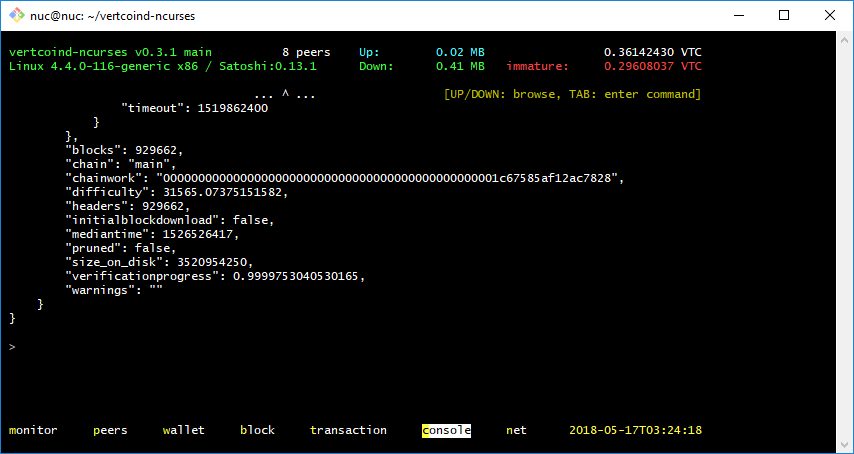 nuc@nuc: ~/vertcoind-ncurses
vertcoind-ncurses v0.3.1 main 8 peers Up: 0.02 MB 0.36142430 VTC
Linux 4.4.0-116-generic x86 / Satoshi:0.13.1 Down: 0.41 MB immature: 0.29608037 VTC
... ^ ... [UP/DOWN: browse, TAB: enter command]
"timeout": 1519862400
}
},
"blocks": 929662,
"chain": "main",
"chainwork": "00000000000000000000000000000000000000000000001c67585af12ac7828",
"difficulty": 31565.07375151582,
"headers": 929662,
"initialblockdownload": false,
"mediantime": 1526526417,
"pruned": false,
"size_on_disk": 3520954250,
"verificationprogress": 0.9999753040530165,
"warnings": ""
}
}
>
monitor peers wallet block transaction console net 2018-05-17T03:24:18